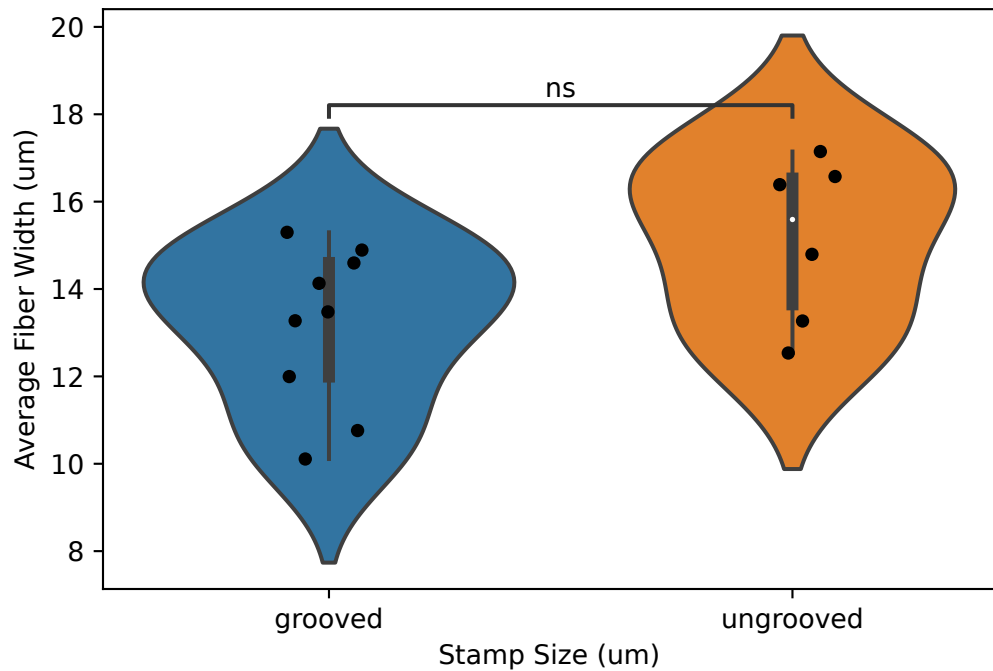 20
18
16
14
12
10
8
Average Fiber Width (um)
ns
grooved
ungrooved
Stamp Size (um)